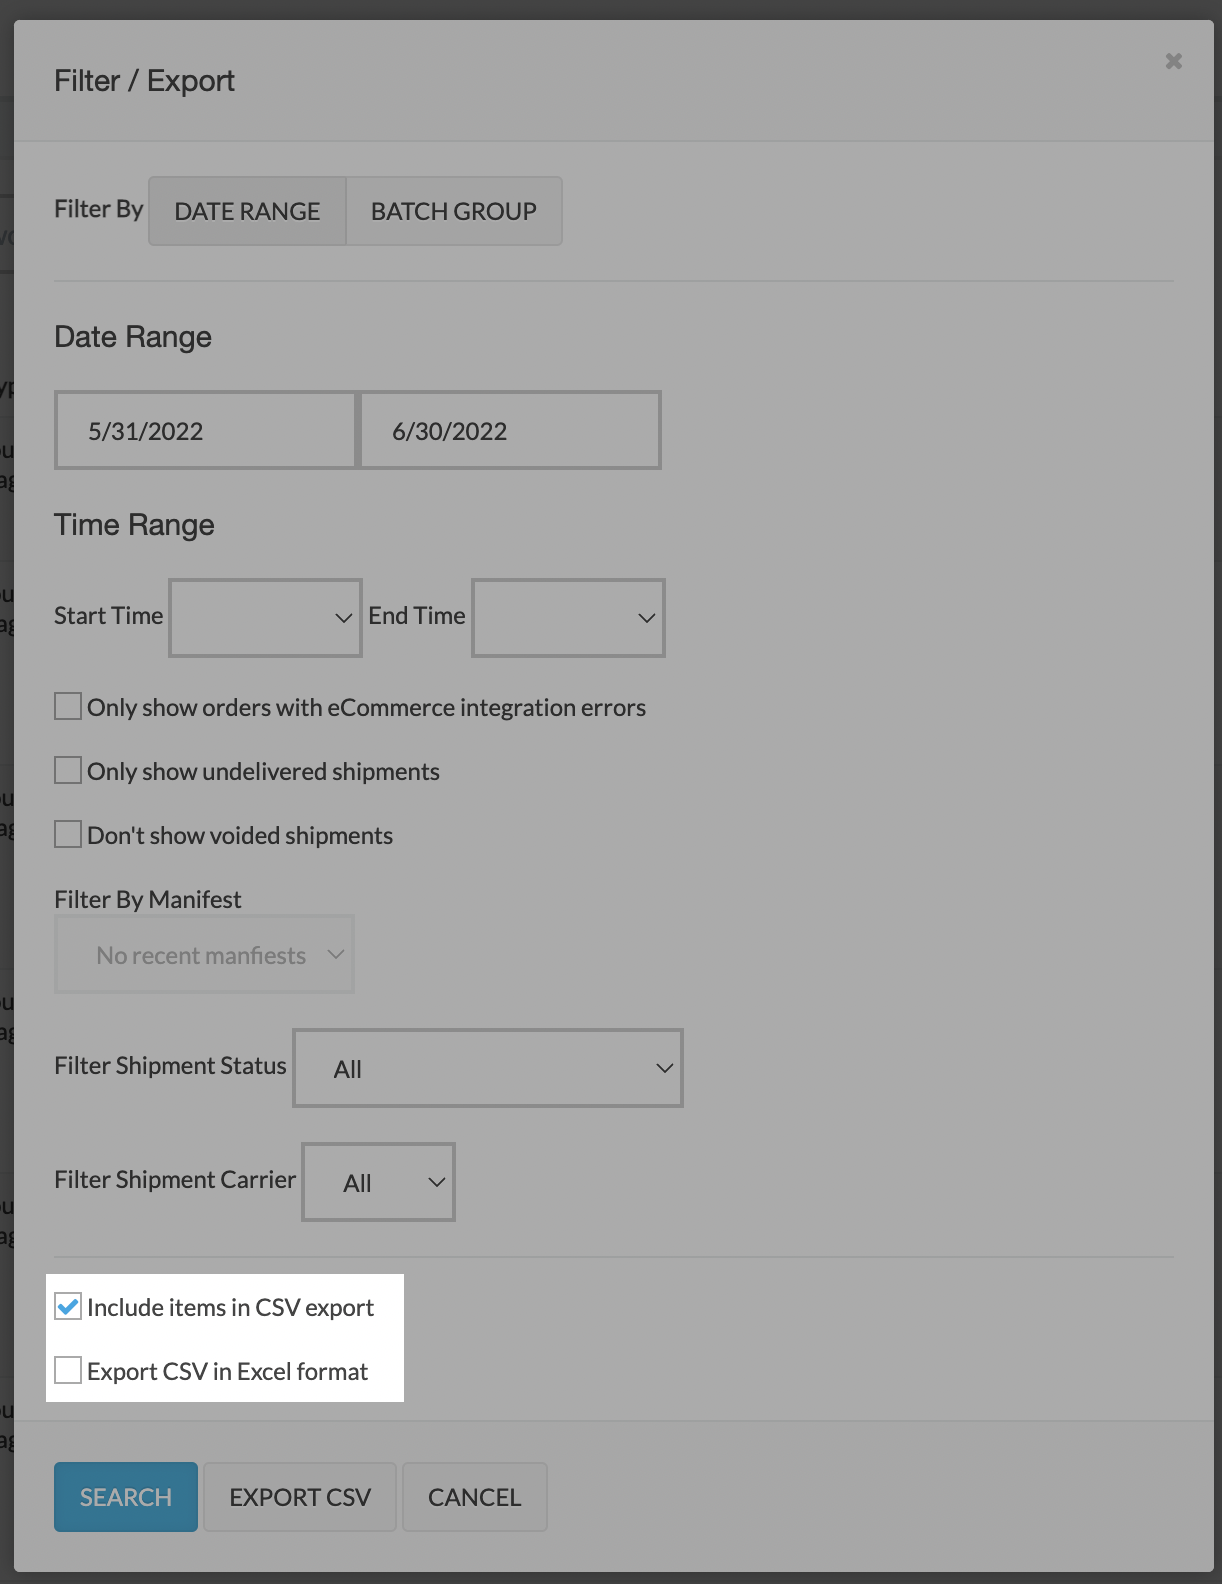 Filter / Export
Filter By DATE RANGE BATCH GROUP
Date Range
5/31/2022 6/30/2022
Time Range
Start Time End Time
Only show orders with eCommerce integration errors
Only show undelivered shipments
Don't show voided shipments
Filter By Manifest
No recent manfiests
Filter Shipment Status All
Filter Shipment Carrier All
Include items in CSV export
Export CSV in Excel format
SEARCH EXPORT CSV CANCEL